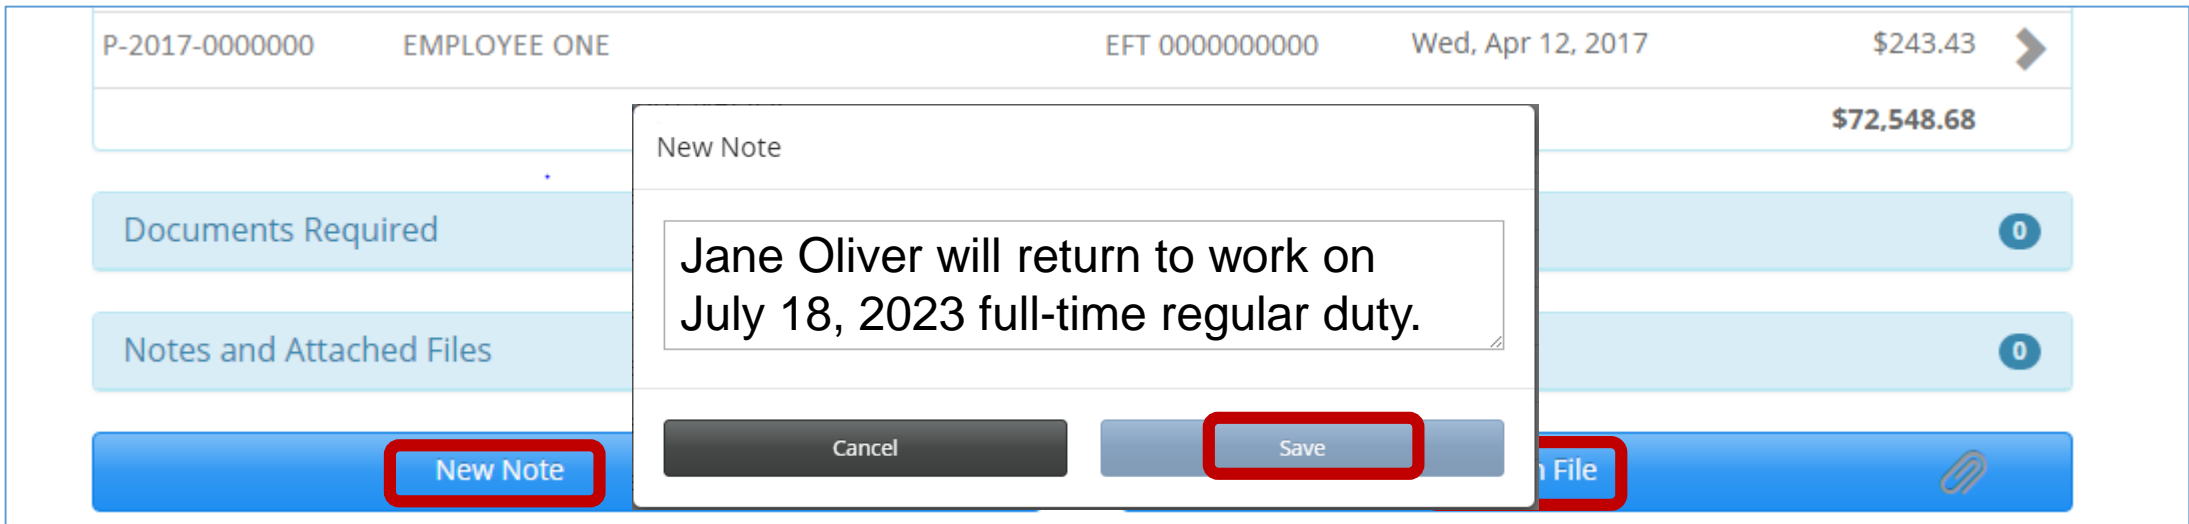 P-2017-0000000 EMPLOYEE ONE EFT 0000000000 Wed, Apr 12, 2017 $243.43
$72,548.68
New Note
Documents Required 0
Jane Oliver will return to work on
July 18, 2023 full-time regular duty.
Notes and Attached Files 0
Cancel Save
New Note File